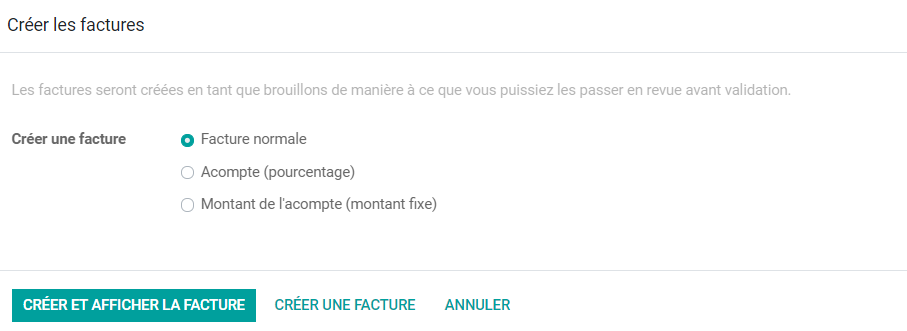 Créer les factures
Les factures seront créées en tant que brouillons de manière à ce que vous puissiez les passer en revue avant validation.
Créer une facture
Facture normale
Acompte (pourcentage)
Montant de l'acompte (montant fixe)
CRÉER ET AFFICHER LA FACTURE CRÉER UNE FACTURE ANNULER